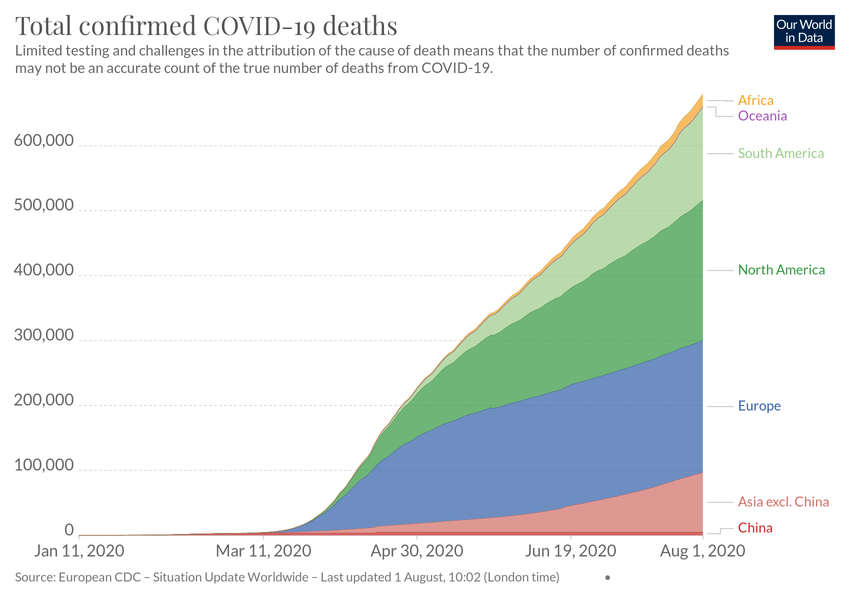 Total confirmed COVID-19 deaths
Our World
in Data
Limited testing and challenges in the attribution of the cause of death means that the number of confirmed deaths
may not be an accurate count of the true number of deaths from COVID-19.
Africa
Oceania
600,000
South America
500,000
400,000
North America
300,000
200,000
Europe
100,000
Asia excl. China
China
0
Jan 11, 2020
Mar 11, 2020
Apr 30, 2020
Jun 19, 2020
Aug 1, 2020
Source: European CDC – Situation Update Worldwide – Last updated 1 August, 10:02 (London time)